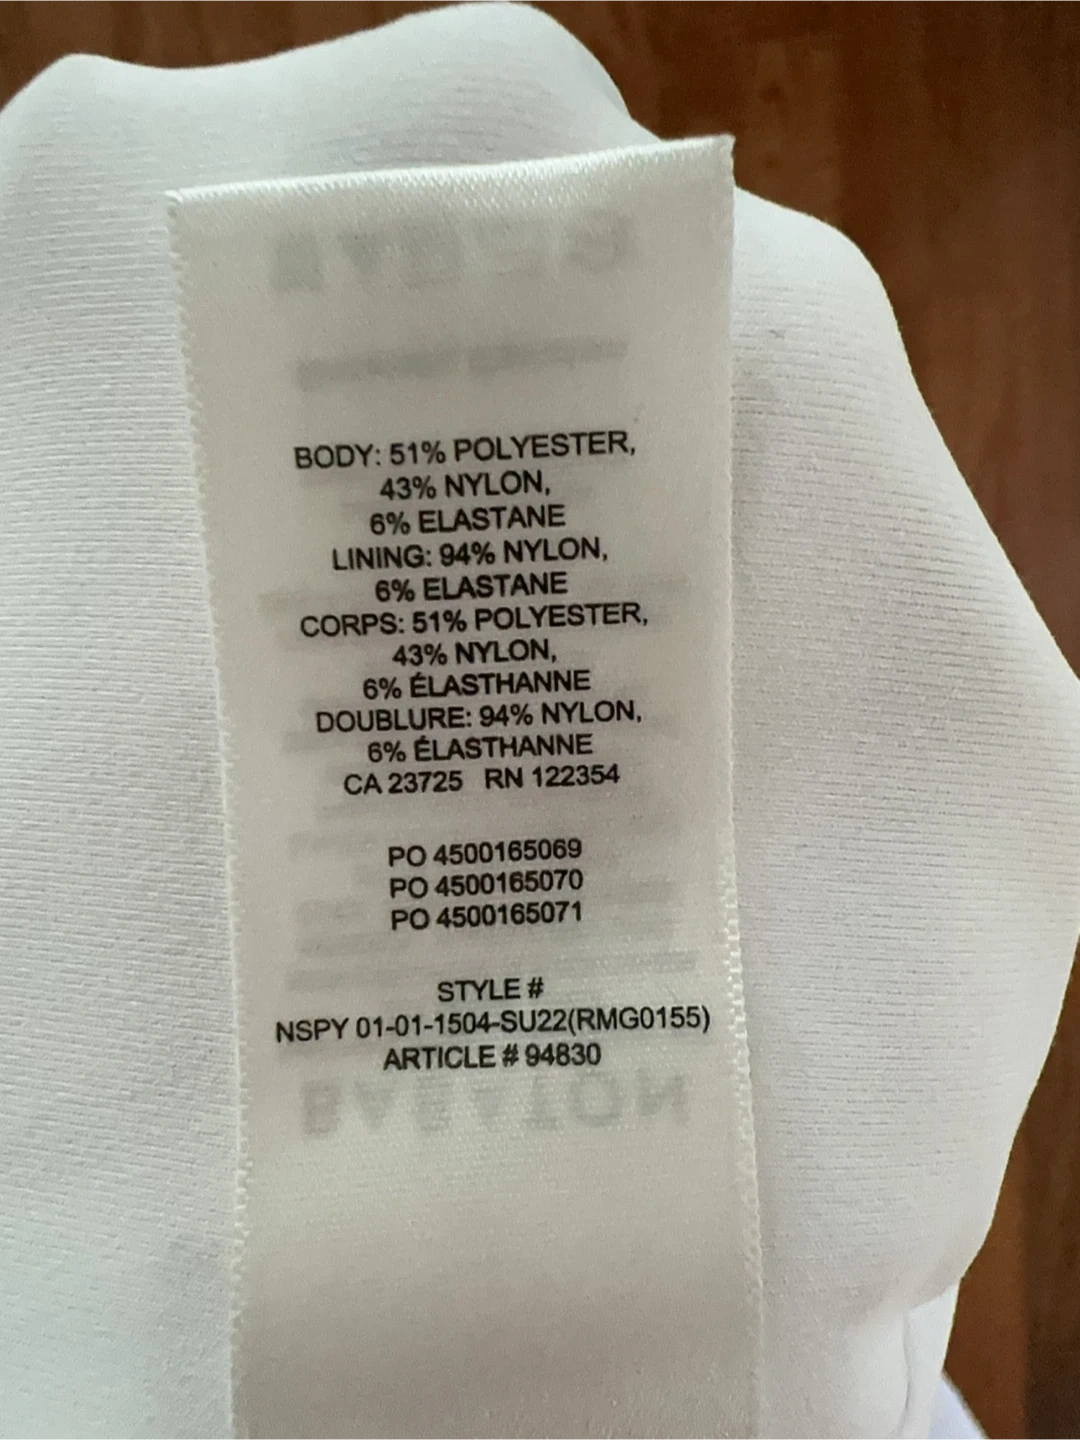 BODY: 51% POLYESTER,
43% NYLON,
6% ELASTANE
LINING: 94% NYLON,
6% ELASTANE
CORPS: 51% POLYESTER,
43% NYLON,
6% ÉLASTHANNE
DOUBLURE: 94% NYLON,
6% ÉLASTHANNE
CA 23725 RN 122354
PO 4500165069
PO 4500165070
PO 4500165071
STYLE #
NSPY 01-01-1504-SU22(RMG0155)
ARTICLE # 94830
BABATON